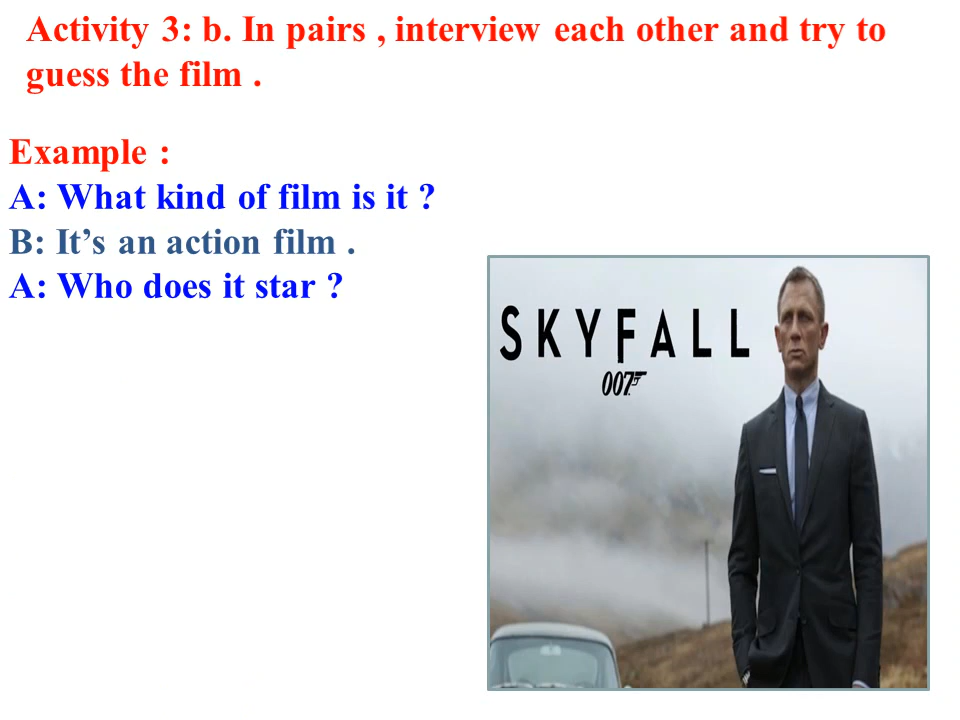 Activity 3: b. In pairs , interview each other and try to
guess the film .
Example :
A: What kind of film is it ?
B: It’s an action film .
A: Who does it star ?
SKYFALL
007